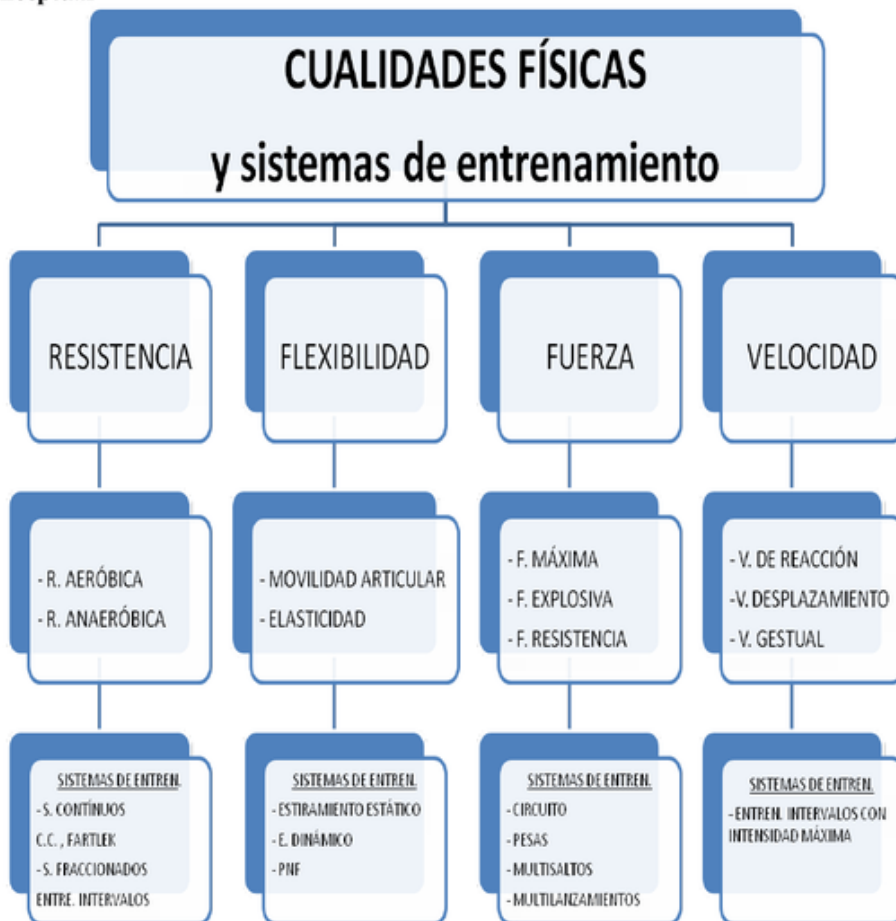 CUALIDADES FÍSICAS
y sistemas de entrenamiento
RESISTENCIA
FLEXIBILIDAD
FUERZA
VELOCIDAD
- R. AERÓBICA
- R. ANAERÓBICA
- MOVILIDAD ARTICULAR
- ELASTICIDAD
- F. MÁXIMA
- F. EXPLOSIVA
- F. RESISTENCIA
- V. DE REACCIÓN
-V. DESPLAZAMIENTO
- V. GESTUAL
SISTEMAS DE ENTREN.
- S. CONTÍNUOS
C.C. , FARTLEK
- S. FRACCIONADOS
ENTRE. INTERVALOS
SISTEMAS DE ENTREN.
- ESTIRAMIENTO ESTÁTICO
- E. DINÁMICO
- PNF
SISTEMAS DE ENTREN.
- CIRCUITO
- PESAS
- MULTISALTOS
- MULTILANZAMIENTOS
SISTEMAS DE ENTREN.
- ENTREN. INTERVALOS CON
INTENSIDAD MÁXIMA